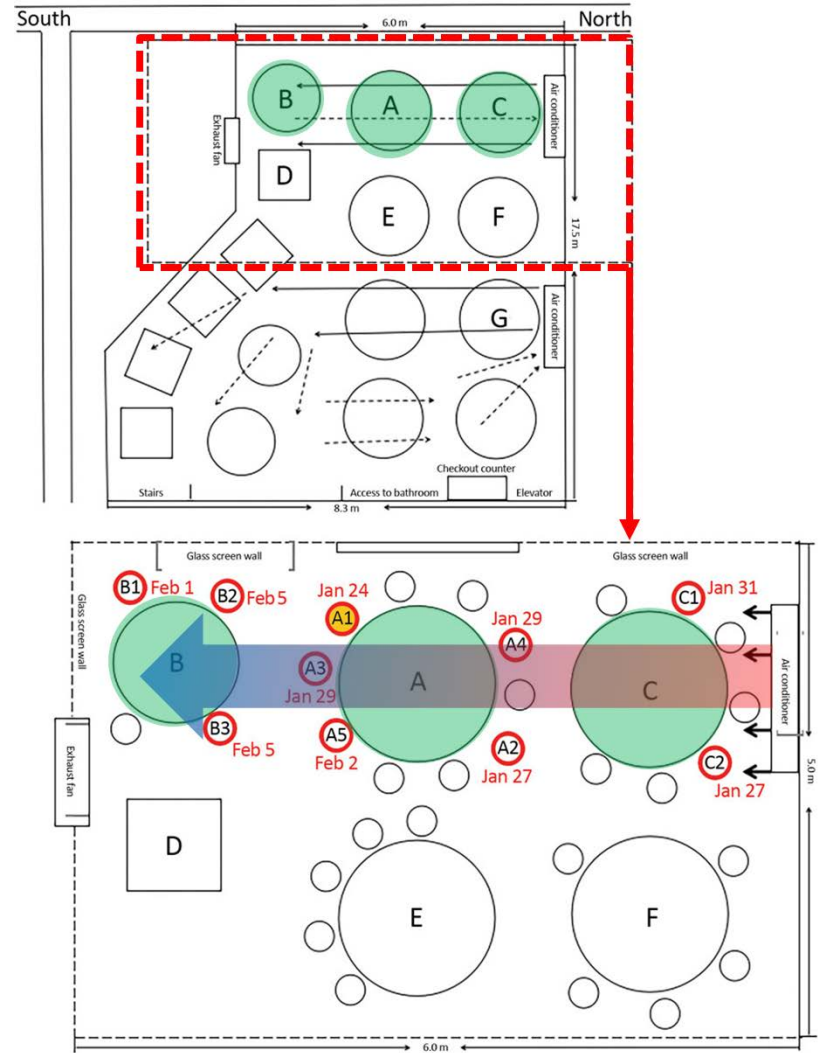 South
6.0 m
North
B
A
C
Air conditioner
Exhaust fan
D
E
F
17.5 m
G
Air conditioner
Checkout counter
Stairs
Access to bathroom
Elevator
8.3 m
Glass screen wall
Glass screen wall
Glass screen wall
B1 Feb 1
B2 Feb 5
Jan 24
A1
C1 Jan 31
Jan 29
A4
B
A3
Jan 29
A
C
Air conditioner
B3
Feb 5
A5
Feb 2
A2
Jan 27
C2
Jan 27
Exhaust fan
5.0 m
D
E
F
6.0 m